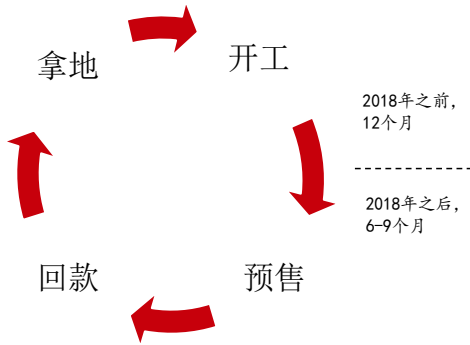 拿地
开工
2018年之前，
12个月
2018年之后，
6-9个月
回款
预售